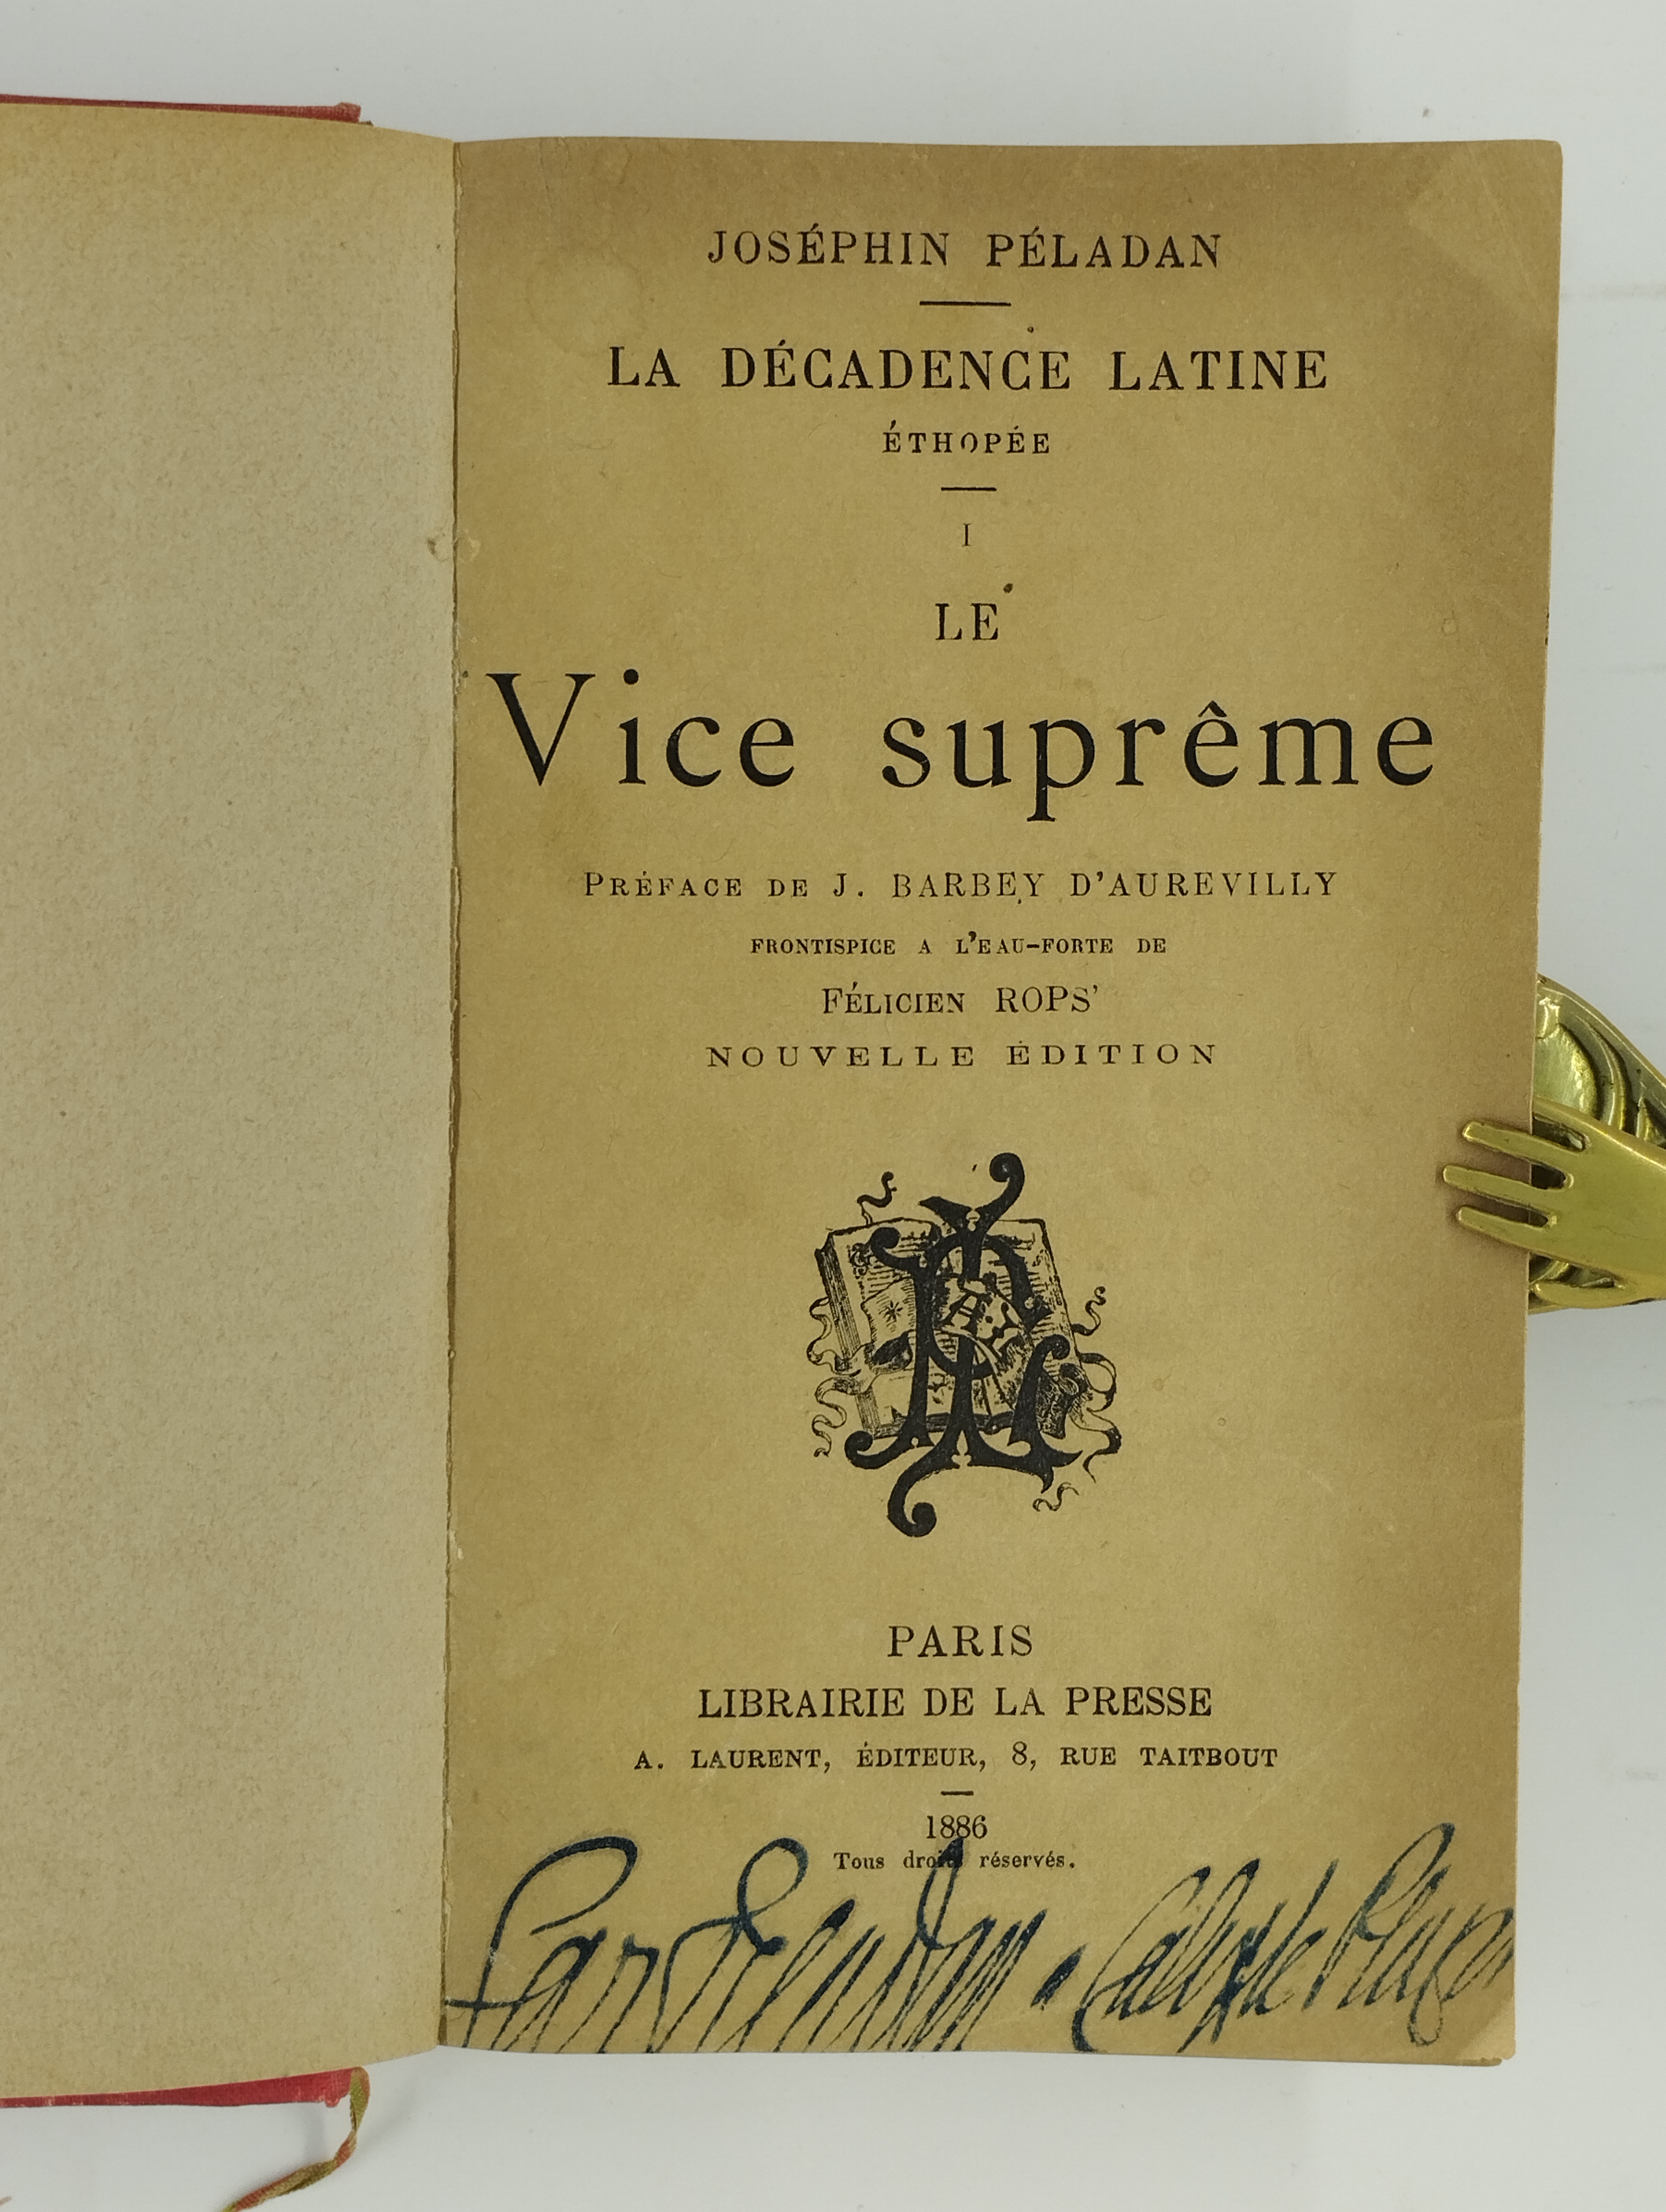 JOSÉPHIN PÉLADAN
LA DÉCADENCE LATINE
ÉTHOPÉE
I
LE
Vice suprême
PRÉFACE DE J. BARBEY D'AUREVILLY
FRONTISPICE A L'EAU-FORTE DE
FÉLICIEN ROPS'
NOUVELLE ÉDITION
PARIS
LIBRAIRIE DE LA PRESSE
A. LAURENT, ÉDITEUR, 8, RUE TAITBOUT
1886
Tous droits réservés.